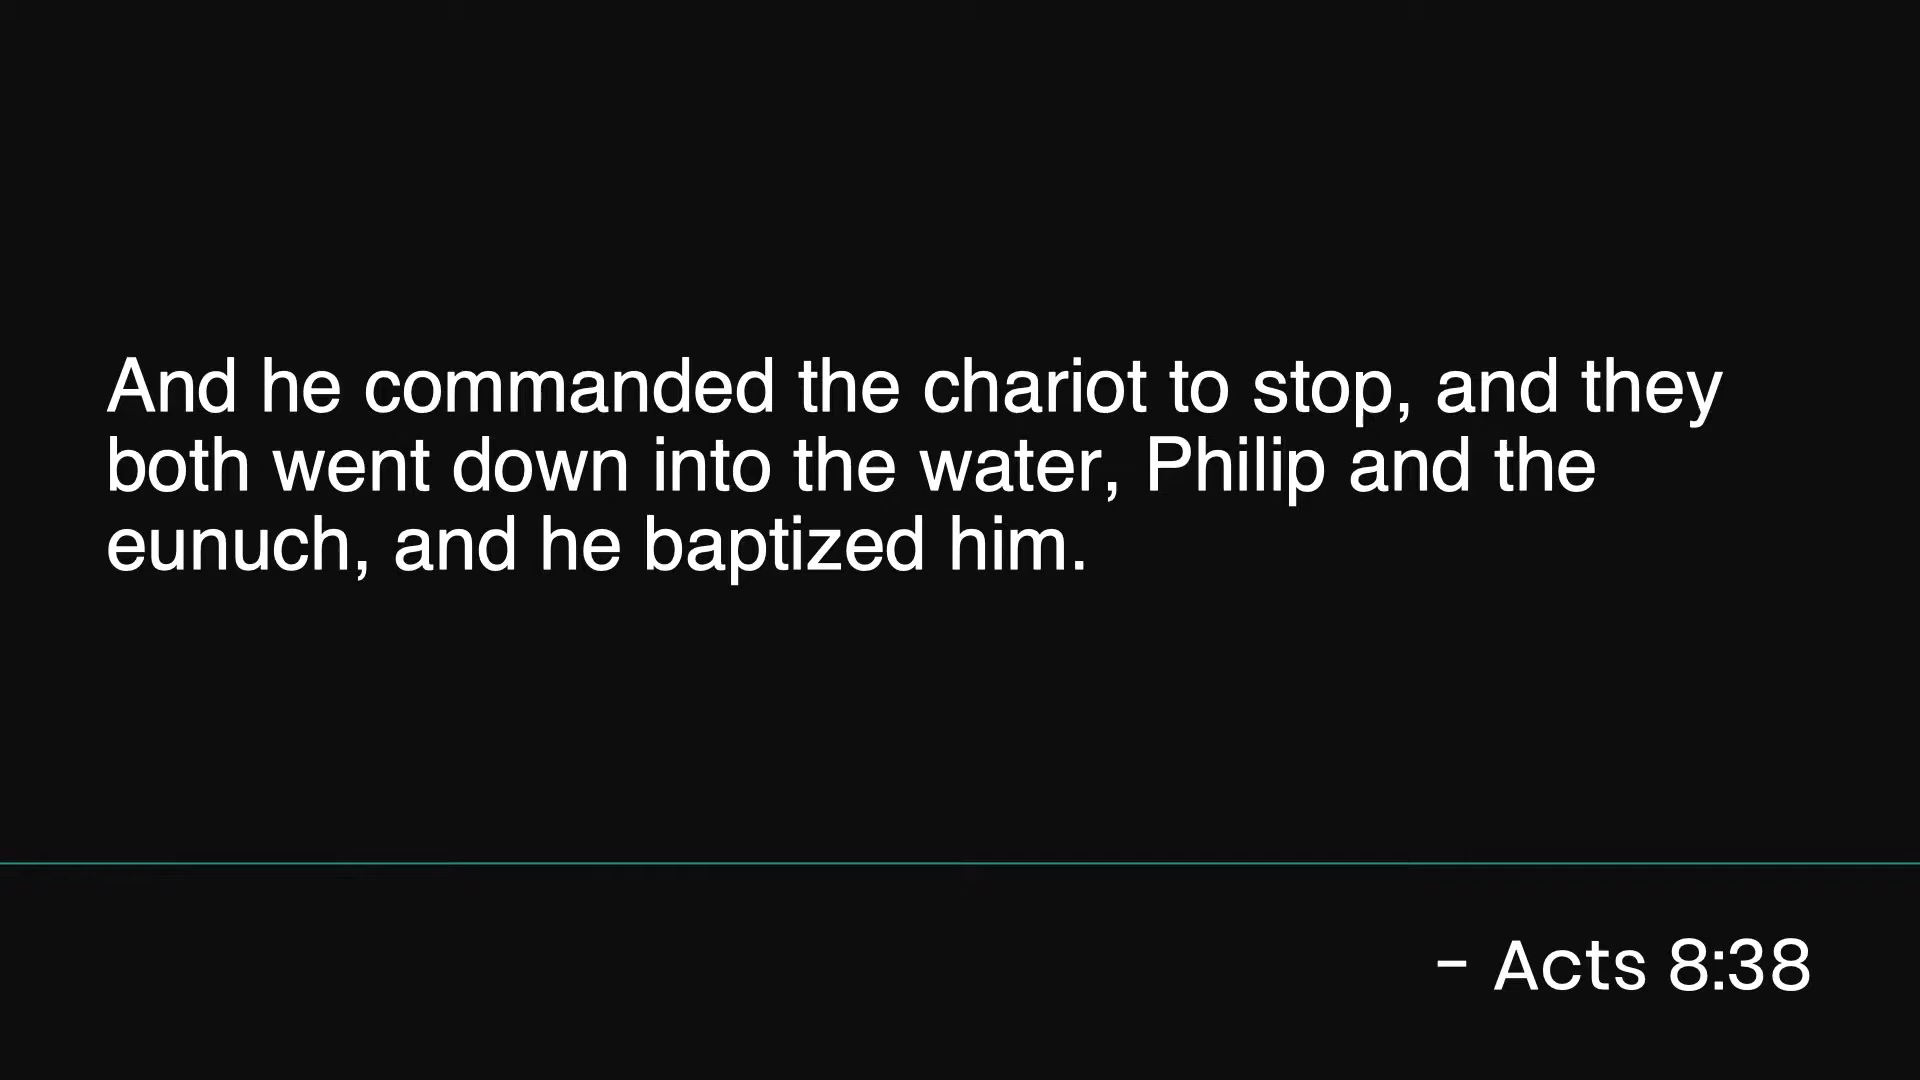 And he commanded the chariot to stop, and they
both went down into the water, Philip and the
eunuch, and he baptized him.
- Acts 8:38